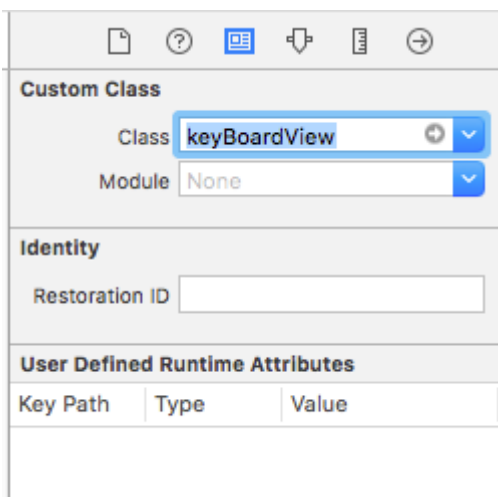 Custom Class
Class keyBoardView
Module None
Identity
Restoration ID
User Defined Runtime Attributes
Key Path Type Value